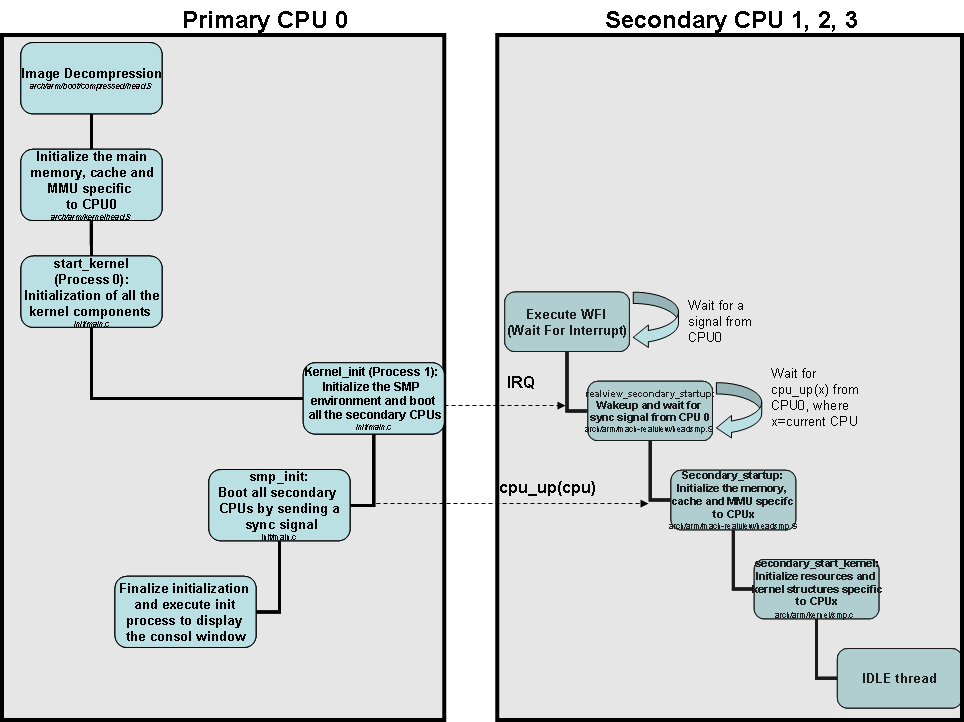 Primary CPU 0
Secondary CPU 1, 2, 3
Image Decompression
arch/arm/boot/compressed/head.S
Initialize the main
memory, cache and
MMU specific
to CPU0
arch/arm/kernelhead.S
start_kernel
(Process 0):
Initialization of all the
kernel components
init/main.c
Kernel_init (Process 1):
Initialize the SMP
environment and boot
all the secondary CPUs
init/main.c
smp_init:
Boot all secondary
CPUs by sending a
sync signal
init/main.c
Finalize initialization
and execute init
process to display
the consol window
IRQ
cpu_up(cpu)
Execute WFI
(Wait For Interrupt)
Wait for a
signal from
CPU0
realview_secondary_startup:
Wakeup and wait for
sync signal from CPU 0
arch/arm/mach-realview/headsmp.S
Wait for
cpu_up(x) from
CPU0, where
x=current CPU
Secondary_startup:
Initialize the memory,
cache and MMU specifc
to CPUx
arch/arm/mach-realview/headsmp.S
secondary_start_kernel:
Initialize resources and
kernel structures specific
to CPUx
arch/arm/kernel/smp.c
IDLE thread